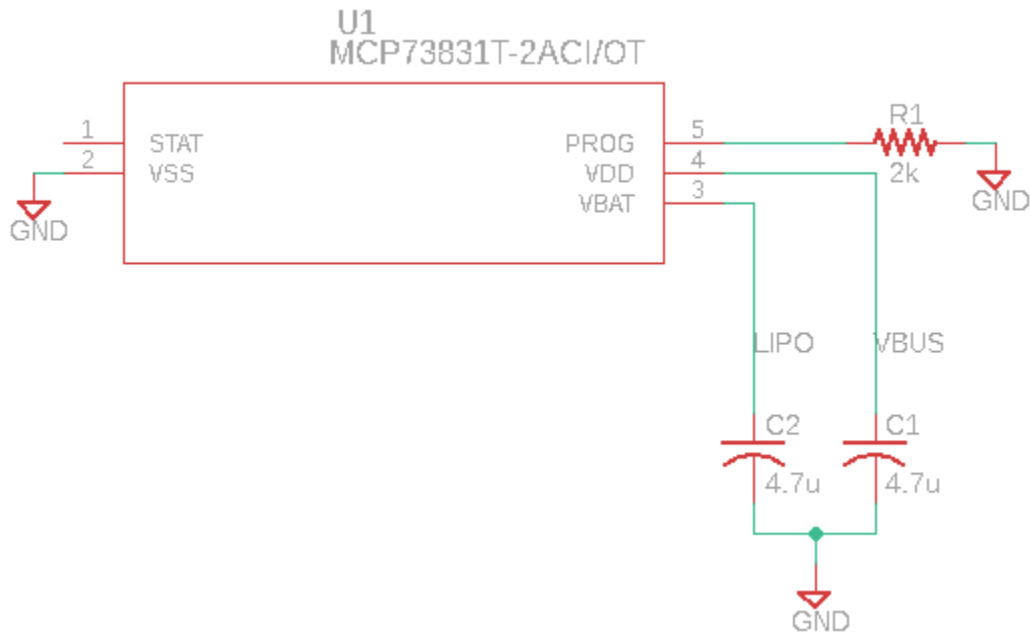 U1
MCP73831T-2ACI/OT
1
STAT
2
VSS
GND
PROG
5
VDD
4
VBAT
3
R1
2k
GND
LIPO
VBUS
C2
4.7u
C1
4.7u
GND